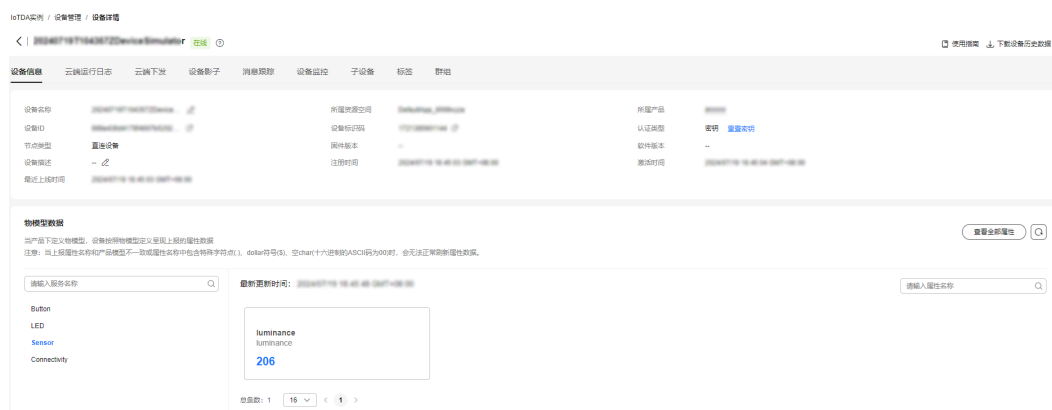 IoTDA实例 / 设备管理 / 设备详情
在线
使用指南 下载设备历史数据
设备信息 云端运行日志 云端下发 设备影子 消息跟踪 设备监控 子设备 标签 群组
设备名称 所属资源空间 所属产品
设备ID 设备标识码 认证类型 密钥 重置密钥
节点类型 直连设备 固件版本 -- 软件版本 --
设备描述 -- 注册时间 激活时间
最近上线时间
物模型数据
查看全部属性
当产品下定义物模型，设备按照物模型定义呈现上报的属性数据
注意：当上报属性名称和产品模型不一致或属性名称中包含特殊字符点(.)、dollar符号($)、空char(十六进制的ASCII码为00)时，会无法正常刷新属性数据。
请输入服务名称 最新更新时间： 请输入属性名称
Button
LED
Sensor
Connectivity
luminance
luminance
206
总条数：1 16 1